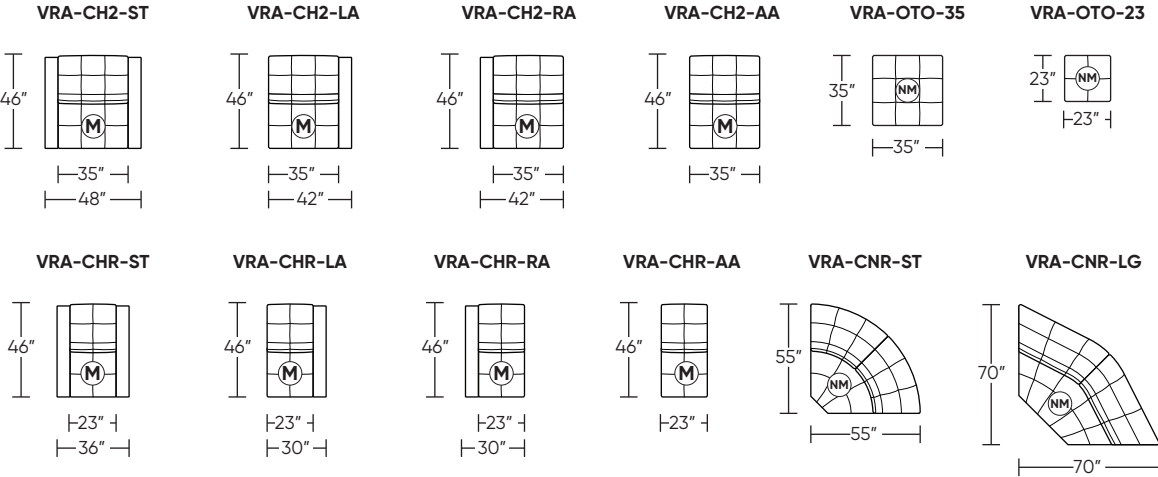 VRA-CH2-ST VRA-CH2-LA VRA-CH2-RA VRA-CH2-AA VRA-OTO-35 VRA-OTO-23
46″ M 46″ M 46″ M 46″ M 35″ NM 23″ NM
23″
35″
35″ 35″ 35″ 35″
48″ 42″ 42″
VRA-CHR-ST VRA-CHR-LA VRA-CHR-RA VRA-CHR-AA VRA-CNR-ST VRA-CNR-LG
46″ M 46″ M 46″ M 46″ M 55″ NM 70″ NM
23″ 23″ 23″ 23″
55″
36″ 30″ 30″
70″